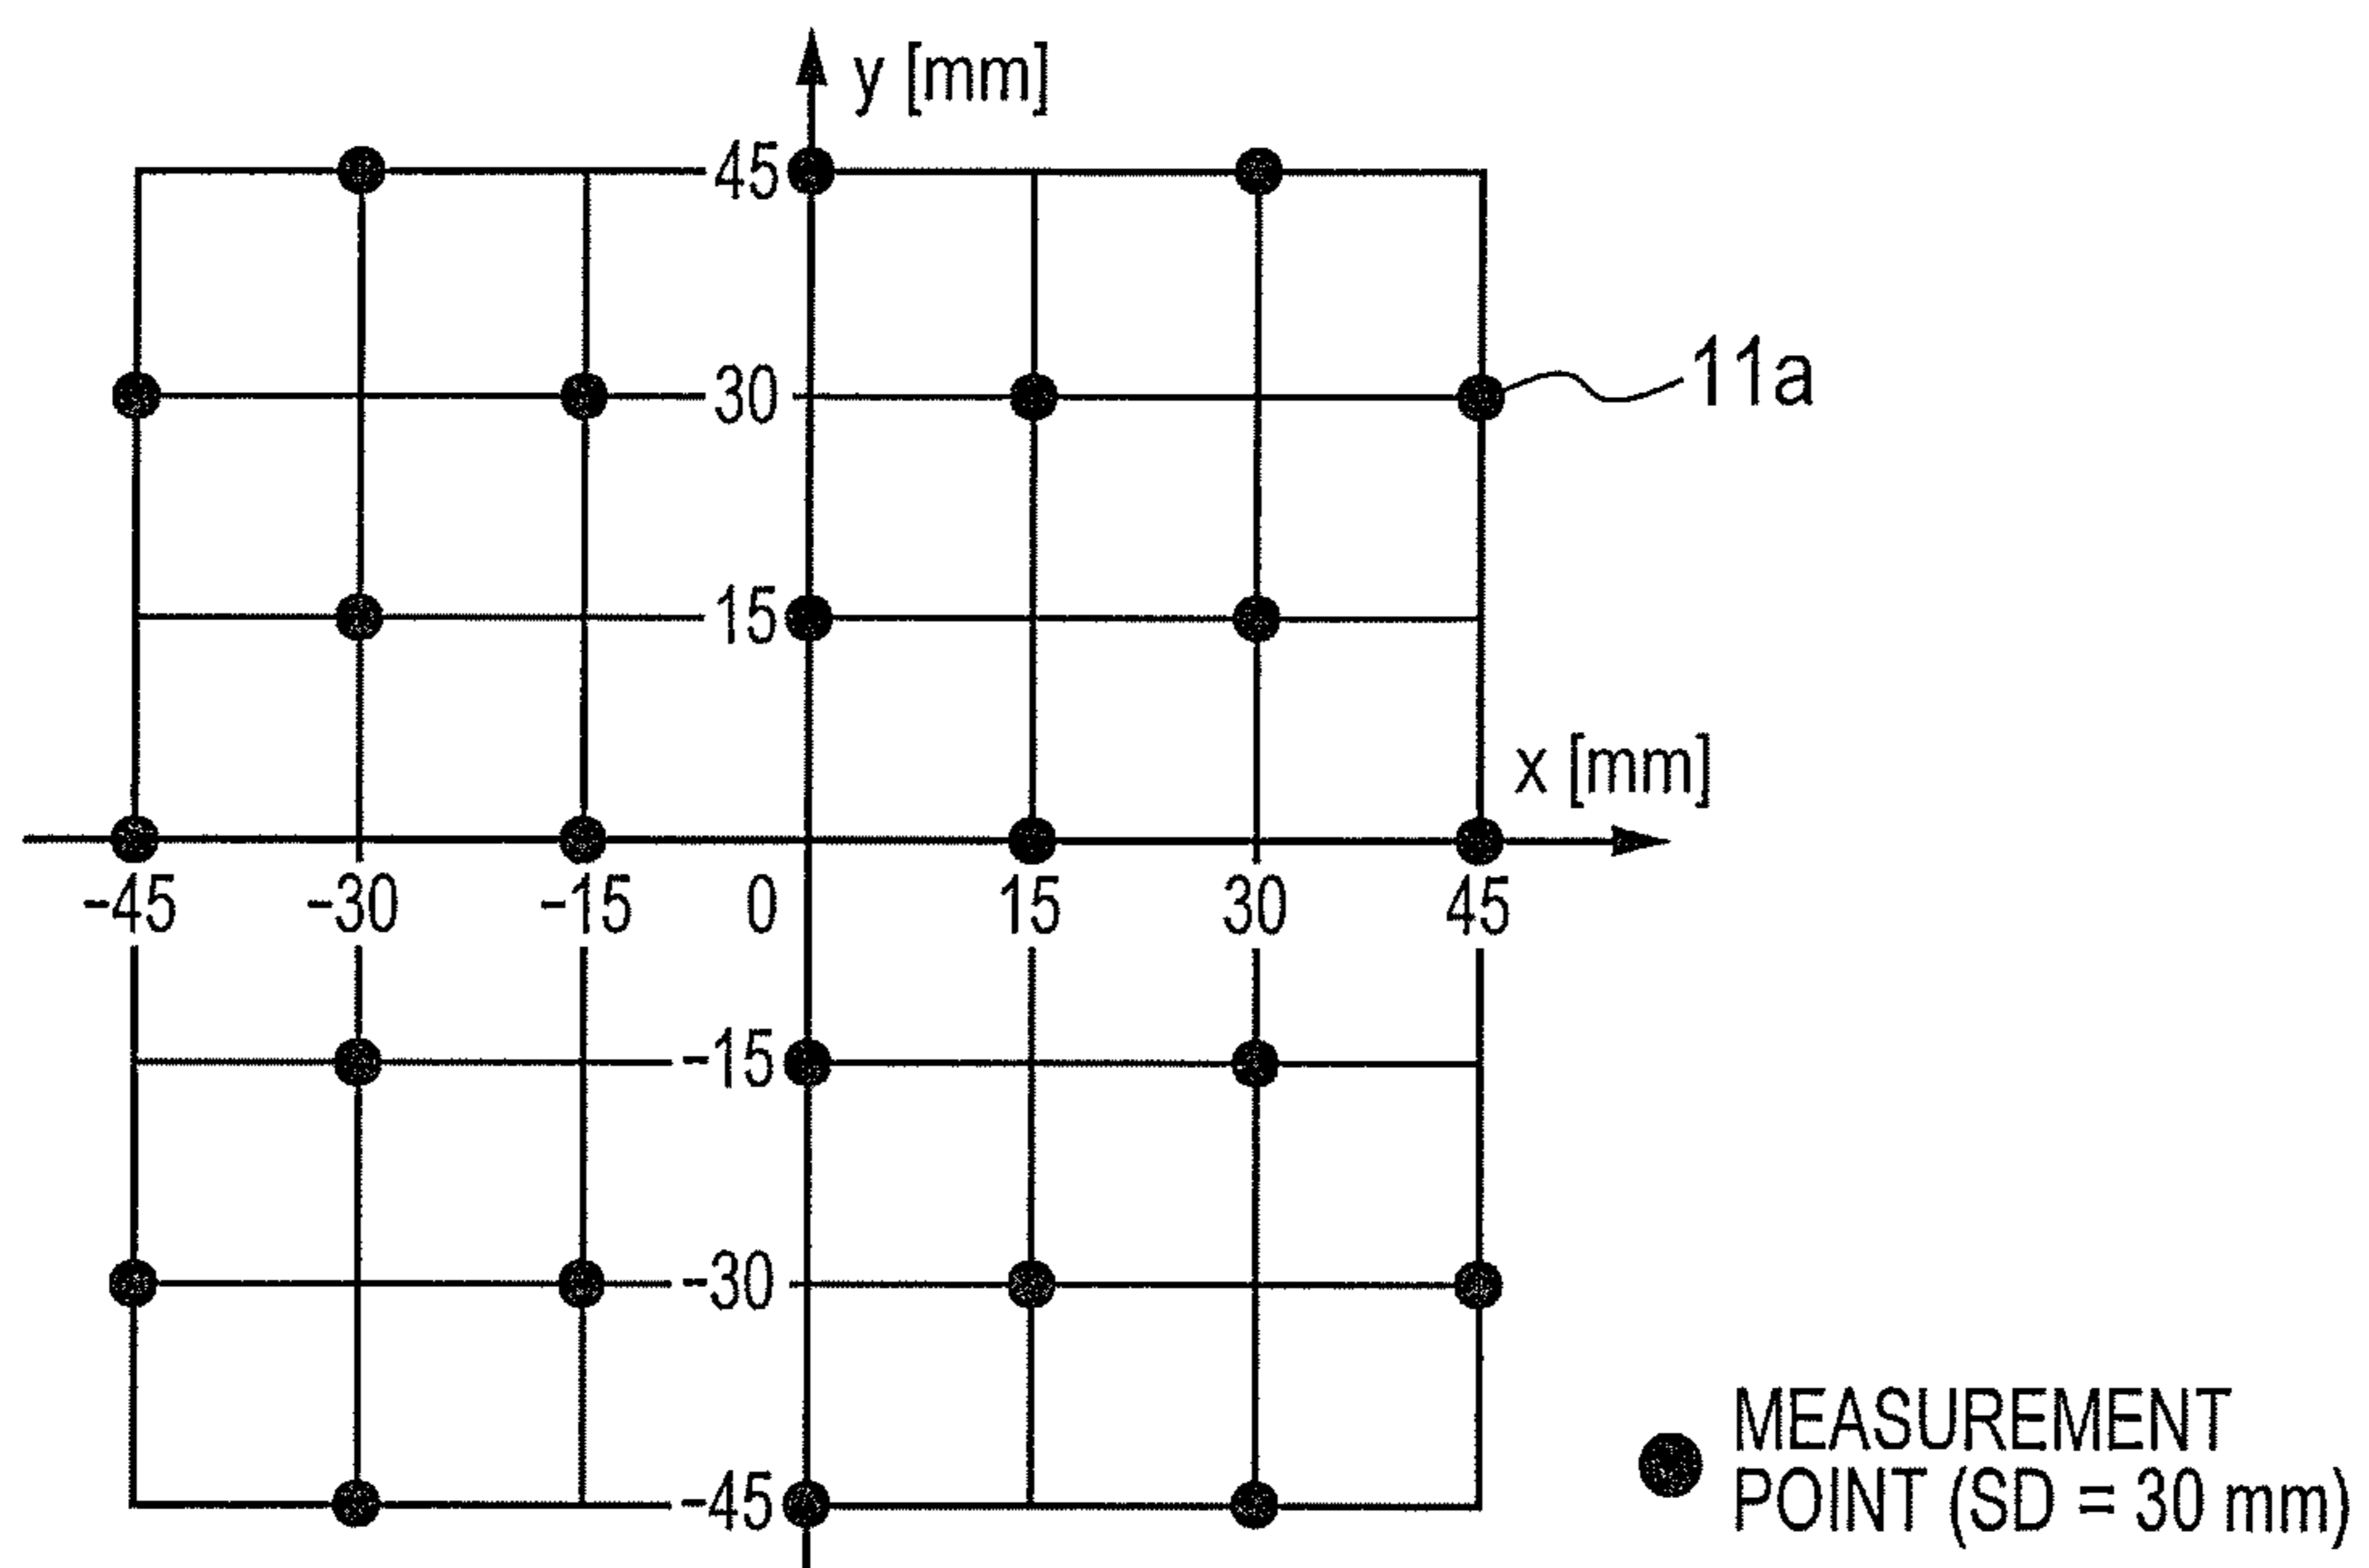 y [mm]
45
30
11a
15
x [mm]
-45 -30 -15 0 15 30 45
-15
-30
-45
MEASUREMENT
POINT (SD = 30 mm)